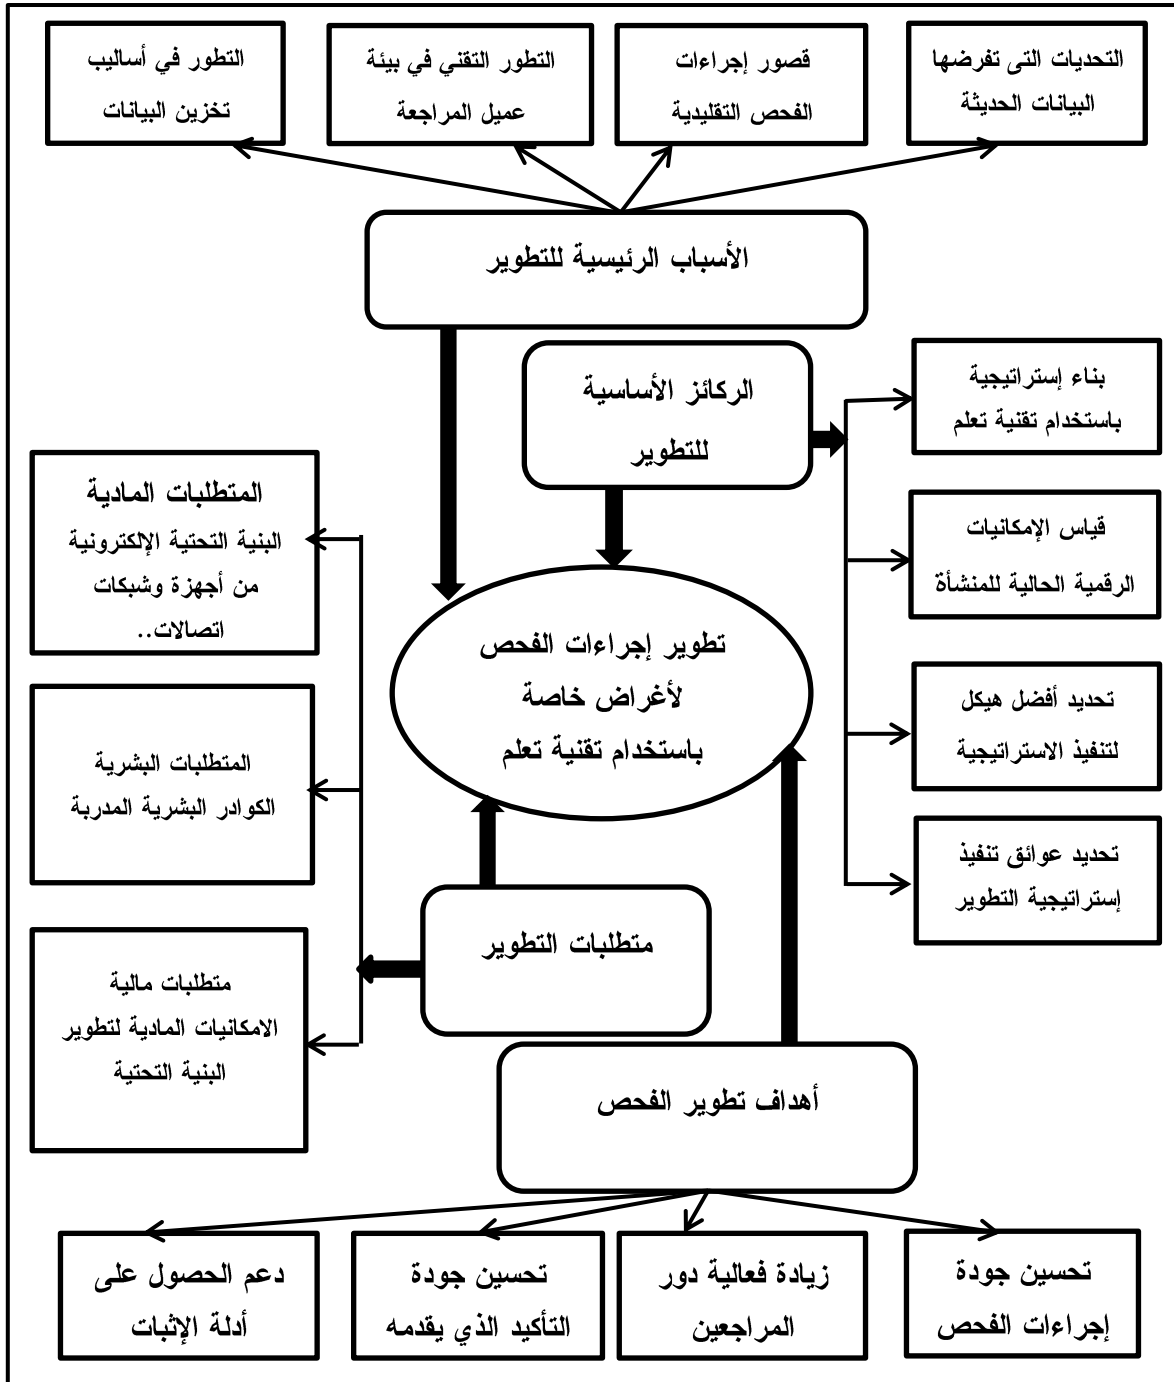 التحديات التى تفرضها
البيانات الحديثة
قصور إجراءات
الفحص التقليدية
التطور التقني في بيئة
عميل المراجعة
التطور في أساليب
تخزين البيانات
الأسباب الرئيسية للتطوير
الركائز الأساسية
للتطوير
بناء إستراتيجية
باستخدام تقنية تعلم
قياس الإمكانيات
الرقمية الحالية للمنشأة
تحديد أفضل هيكل
لتنفيذ الاستراتيجية
تحديد عوائق تنفيذ
إستراتيجية التطوير
تطوير إجراءات الفحص
لأغراض خاصة
باستخدام تقنية تعلم
المتطلبات المادية
البنية التحتية الإلكترونية
من أجهزة وشبكات
اتصالات..
المتطلبات البشرية
الكوادر البشرية المدربة
متطلبات مالية
الامكانيات المادية لتطوير
البنية التحتية
متطلبات التطوير
أهداف تطوير الفحص
تحسين جودة
إجراءات الفحص
زيادة فعالية دور
المراجعين
تحسين جودة
التأكيد الذي يقدمه
دعم الحصول على
أدلة الإثبات